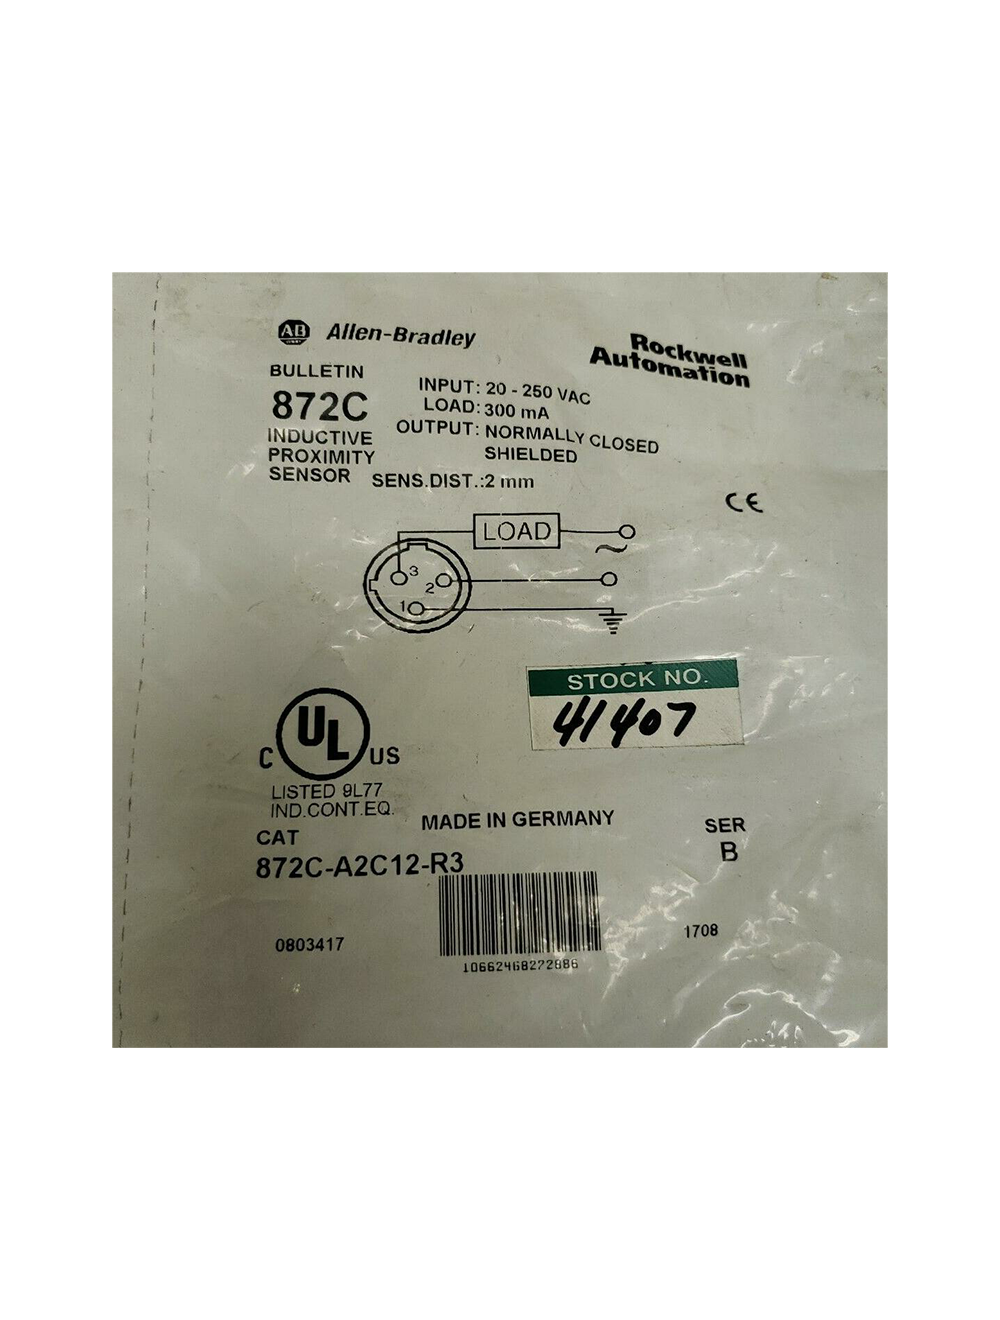 AB Allen-Bradley
Rockwell
Automation
BULLETIN
872C
INDUCTIVE
PROXIMITY
SENSOR
INPUT: 20 - 250 VAC
LOAD: 300 mA
OUTPUT: NORMALLY CLOSED
SHIELDED
SENS.DIST.:2 mm
CE
LOAD
~
3
2
1
STOCK NO.
41407
C UL US
LISTED 9L77
IND.CONT.EQ.
MADE IN GERMANY
CAT
872C-A2C12-R3
SER
B
0803417
10662468272886
1708